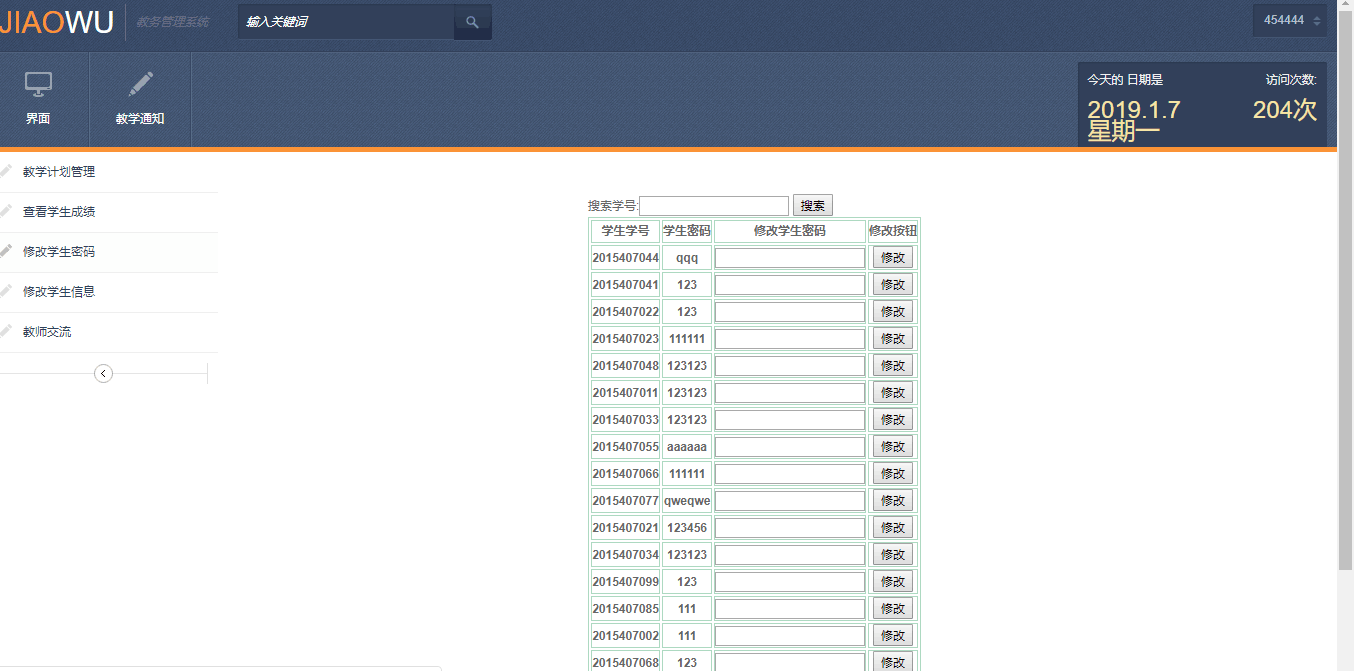 JIAOWU 教务管理系统 输入关键词 454444
今天的 日期是 访问次数:
2019.1.7 204次
星期一
界面 教学通知
教学计划管理
查看学生成绩
修改学生密码
修改学生信息
教师交流
搜索学号: 搜索
学生学号 学生密码 修改学生密码 修改按钮
2015407044 qqq 修改
2015407041 123 修改
2015407022 123 修改
2015407023 111111 修改
2015407048 123123 修改
2015407011 123123 修改
2015407033 123123 修改
2015407055 aaaaaa 修改
2015407066 111111 修改
2015407077 qweqwe 修改
2015407021 123456 修改
2015407034 123123 修改
2015407099 123 修改
2015407085 111 修改
2015407002 111 修改
2015407068 123 修改